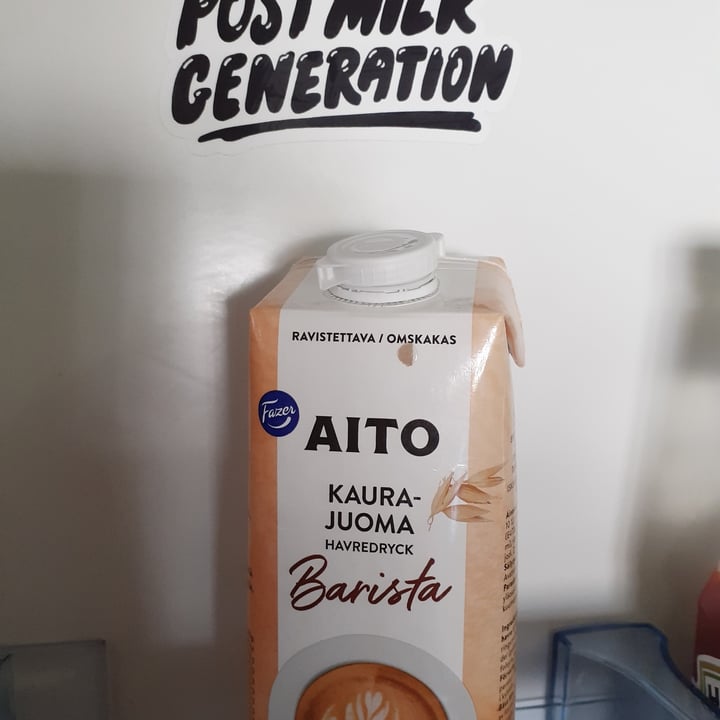 POST MILK
GENERATION
RAVISTETTAVA / OMSKAKAS
Fazer
AITO
KAURA-
JUOMA
HAVREDRYCK
Barista